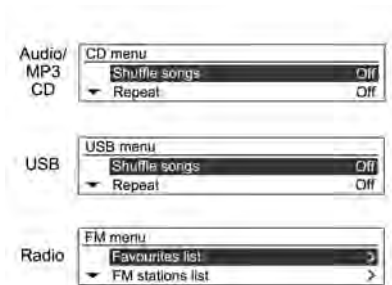 Audio/
MP3
CD
CD menu
Shuffle songs Off
Repeat Off
USB
USB menu
Shuffle songs Off
Repeat Off
Radio
FM menu
Favourites list >
FM stations list >